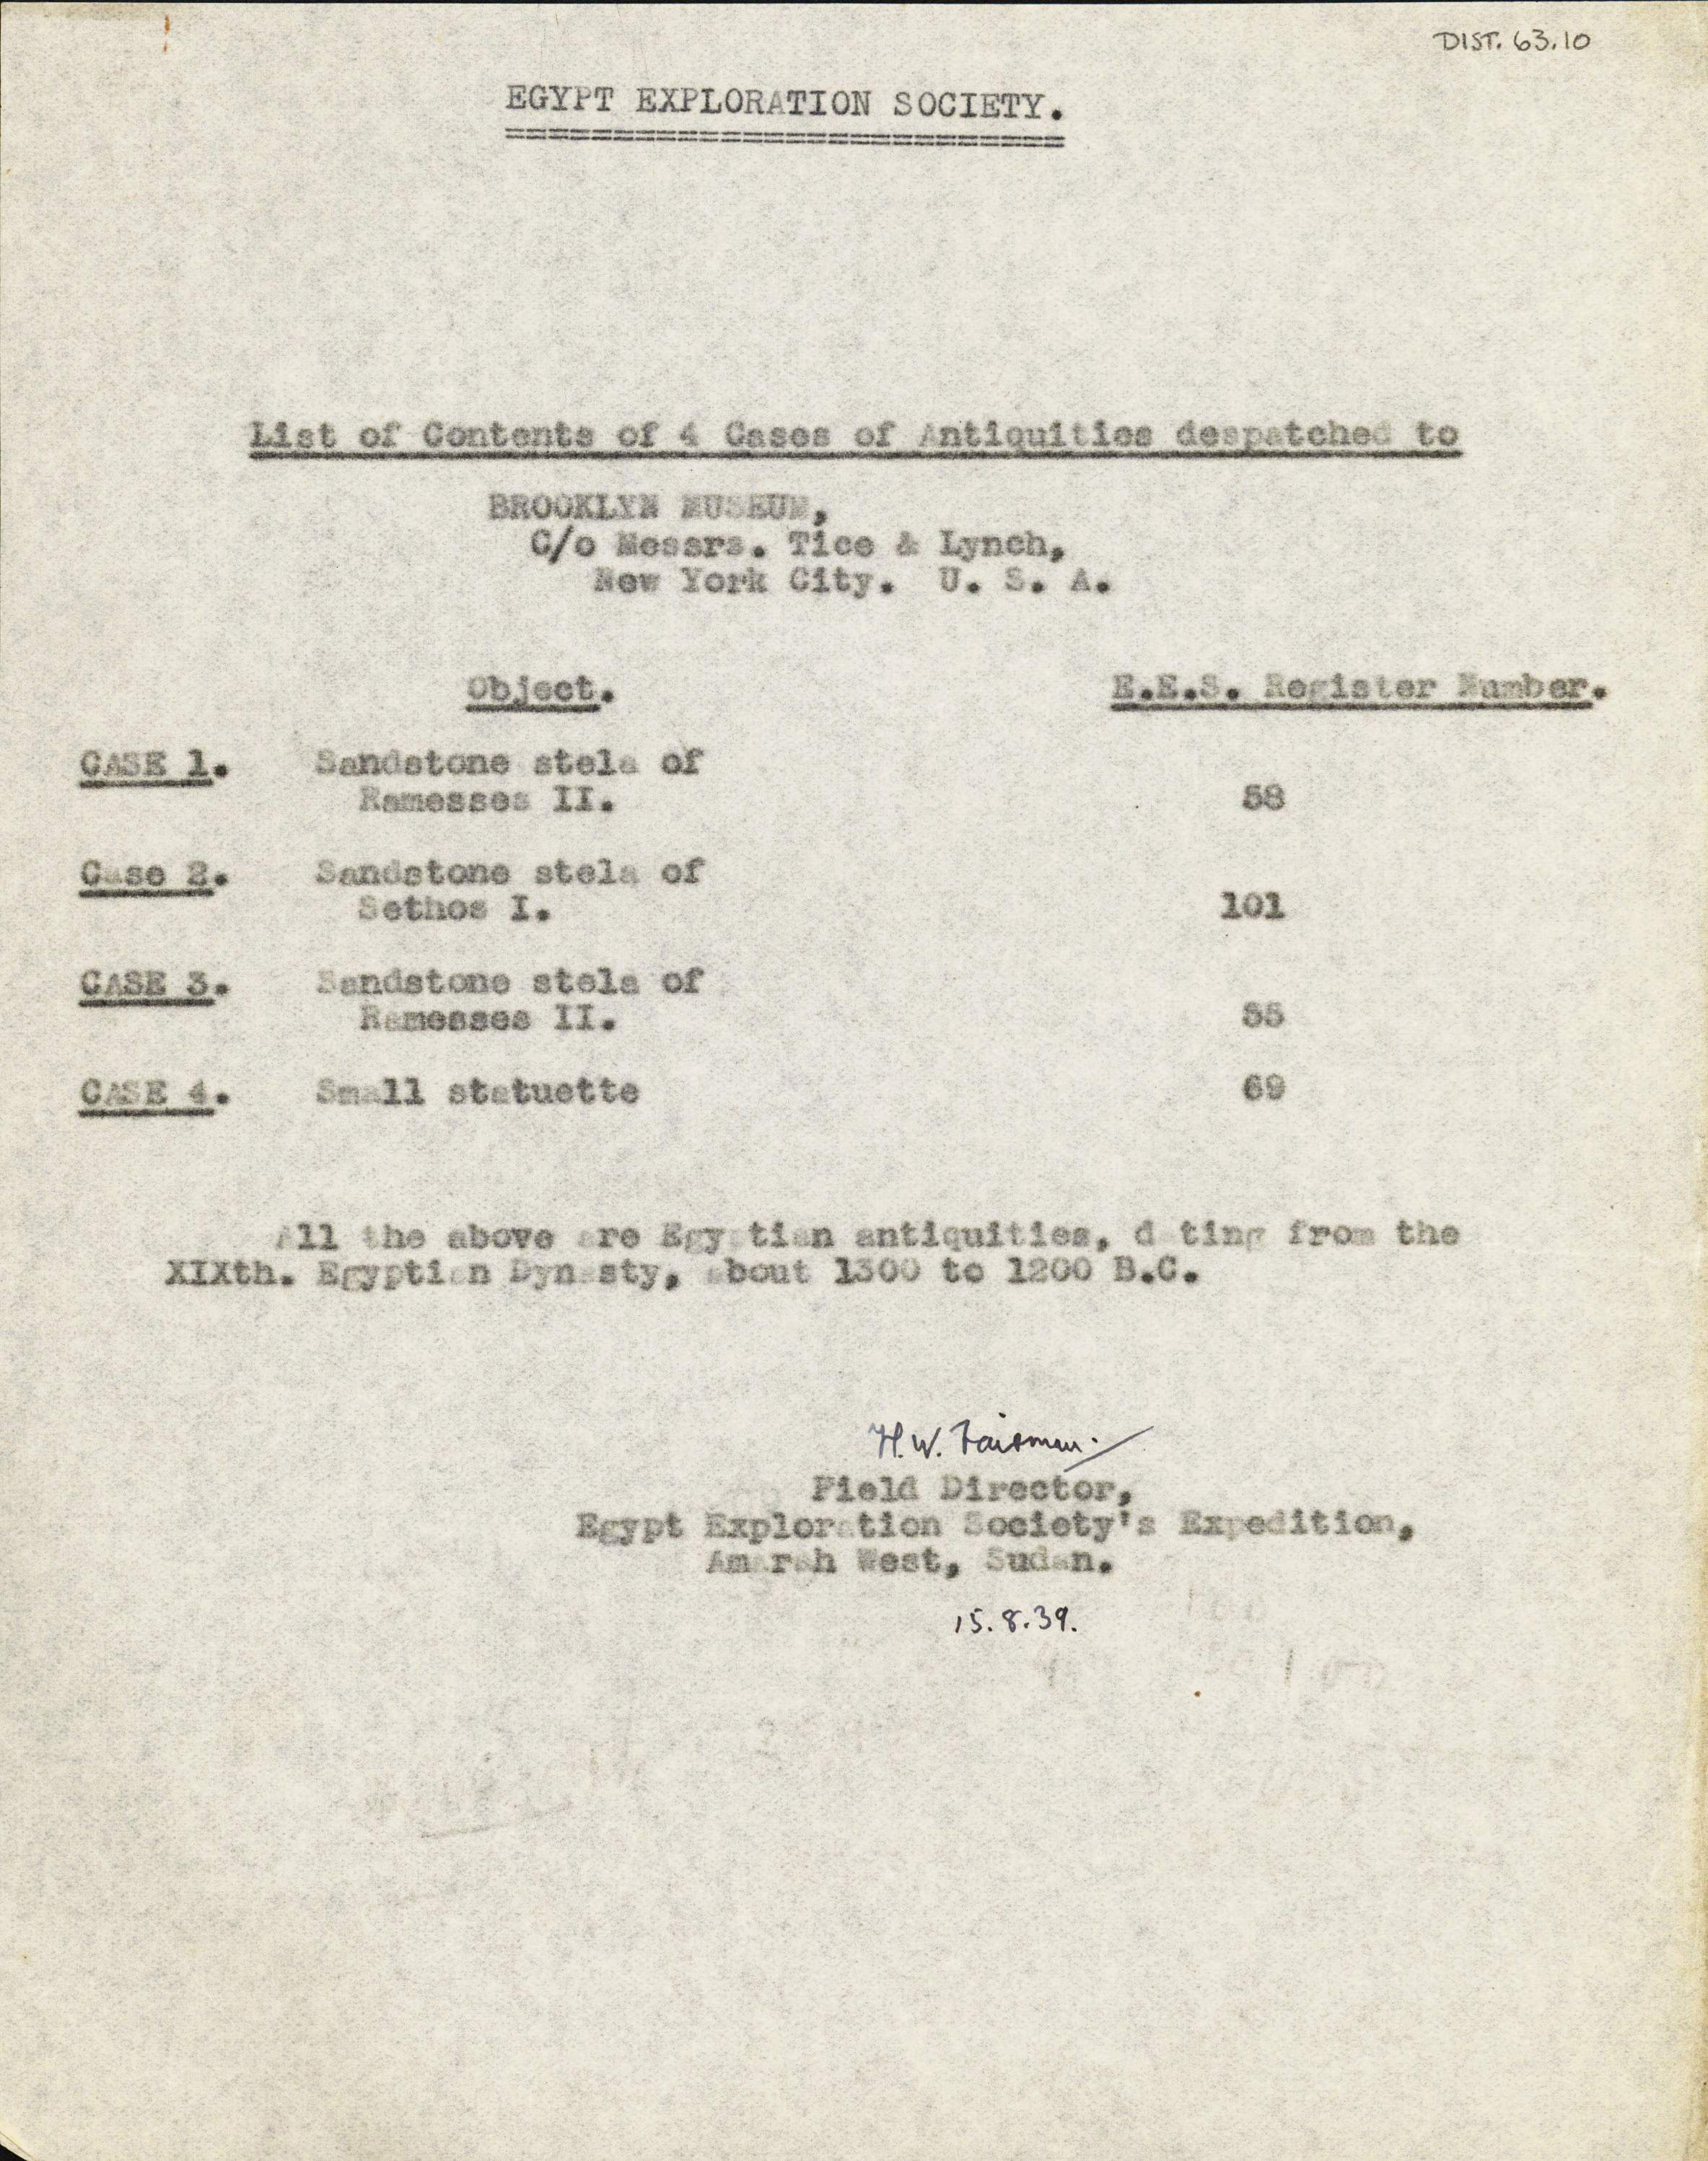 DIST. 63.10
EGYPT EXPLORATION SOCIETY.
List of Contents of 4 Cases of Antiquities despatched to
BROOKLYN MUSEUM,
C/o Messrs. Tice & Lynch,
New York City. U. S. A.
Object. E.E.S. Register Number.
CASE 1. Sandstone stela of
Ramesses II. 58
Case 2. Sandstone stela of
Sethos I. 101
CASE 3. Sandstone stela of
Ramesses II.
CASE 4. Small statuette 69
All the above are Egyptian antiquities, dating from the
XIXth. Egyptian Dynasty, about 1300 to 1200 B.C.
H.W. Fairman.
Field Director,
Egypt Exploration Society's Expedition,
Amarah West, Sudan.
15.8.39.